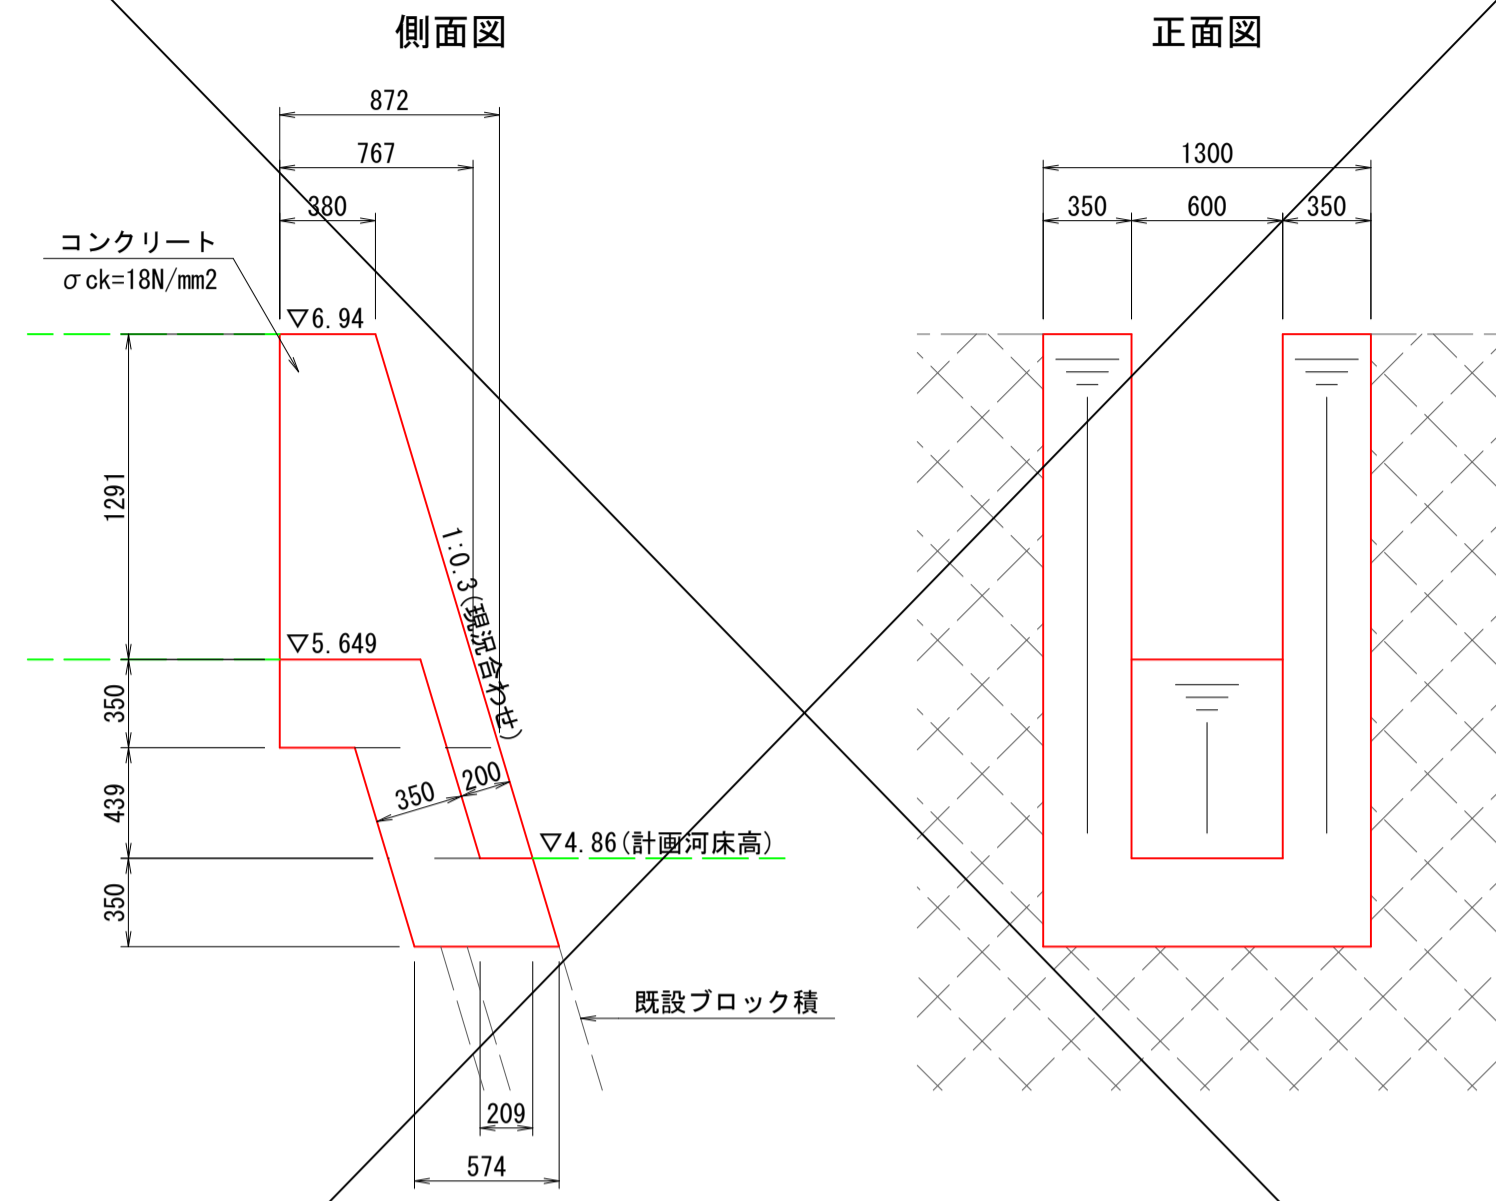 側面図
正面図
872
767
380
1300
350
600
350
コンクリート
σck=18N/mm2
▽6.94
1291
1:0.3(現況合わせ)
▽5.649
350
439
350
200
▽4.86(計画河床高)
350
既設ブロック積
209
574